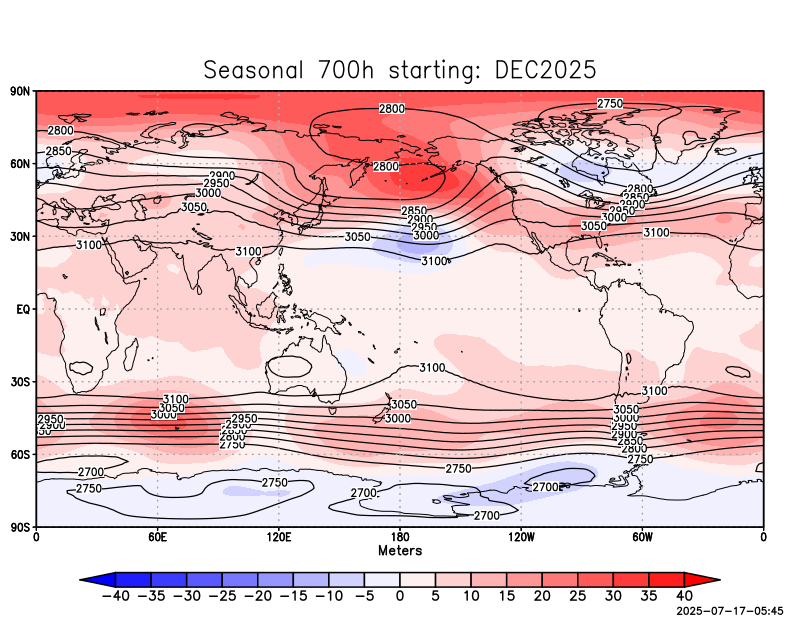 Seasonal 700h starting: DEC2025
90N
2800 2750
2800
2850
60N 2800
2900 2800
2950 2850
3000 2900
3050 2850 2950
2900 3000
2950 3050
30N 3050 3000 3100
3100
3100 3100
EQ
30S 3100
3100 3100
3050 3050 3050
3000 3000 3000
2950 2950 2950
2900 2900 2900
2850 2850
2800 2800
2750 2750
60S 2750
2700
2750 2750 2700 2700
2700
90S
0 60E 120E 180 120W 60W 0
Meters
−40 −35 −30 −25 −20 −15 −10 −5 0 5 10 15 20 25 30 35 40
2025-07-17-05:45